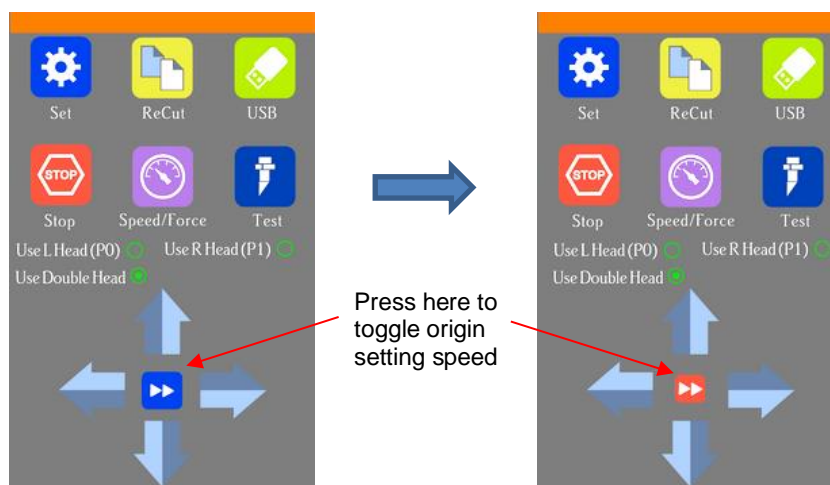 Set ReCut USB
STOP
Stop Speed/Force Test
Use L Head (P0) Use R Head (P1)
Use Double Head
Press here to
toggle origin
setting speed
Set ReCut USB
STOP
Stop Speed/Force Test
Use L Head (P0) Use R Head (P1)
Use Double Head